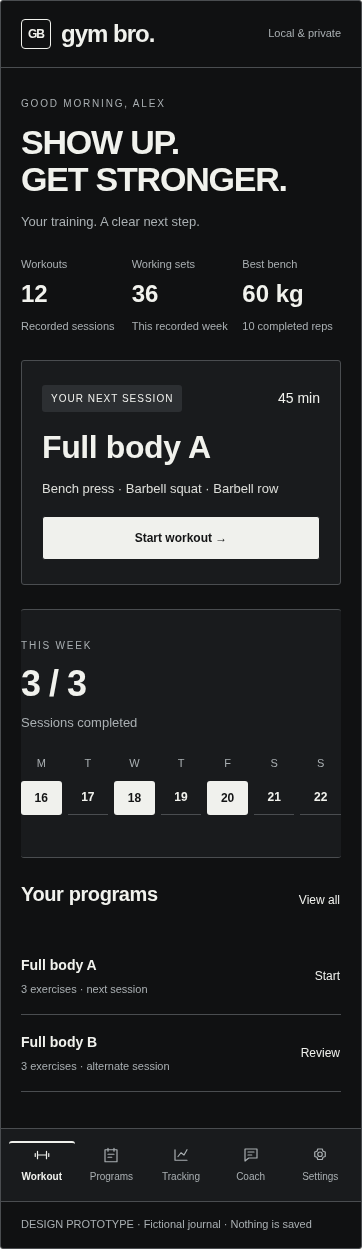 GB gym bro. Local & private
GOOD MORNING, ALEX
SHOW UP.
GET STRONGER.
Your training. A clear next step.
Workouts Working sets Best bench
12 36 60 kg
Recorded sessions This recorded week 10 completed reps
YOUR NEXT SESSION 45 min
Full body A
Bench press · Barbell squat · Barbell row
Start workout →
THIS WEEK
3 / 3
Sessions completed
M T W T F S S
16 17 18 19 20 21 22
Your programs View all
Full body A
Start
3 exercises · next session
Full body B
Review
3 exercises · alternate session
Workout Programs Tracking Coach Settings
DESIGN PROTOTYPE · Fictional journal · Nothing is saved